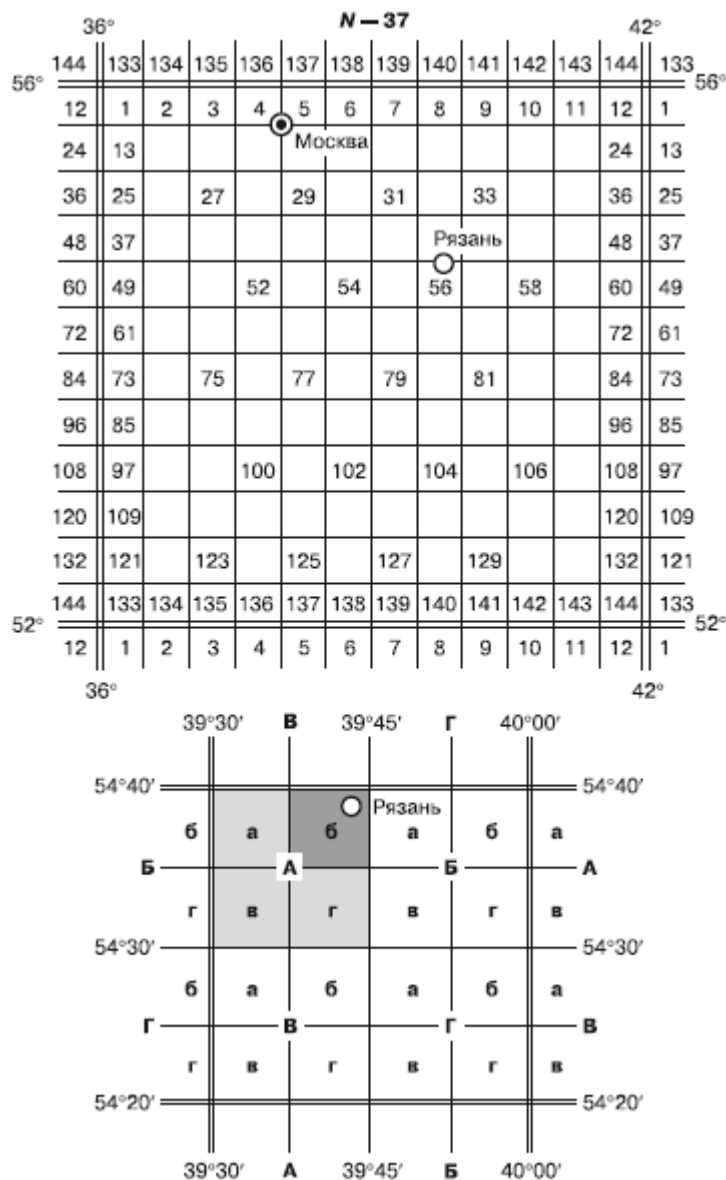 N — 37
36° 42°
144 133 134 135 136 137 138 139 140 141 142 143 144 133
56° 56°
12 1 2 3 4 5 6 7 8 9 10 11 12 1
Москва
24 13 24 13
36 25 27 29 31 33 36 25
Рязань
48 37 48 37
60 49 52 54 56 58 60 49
72 61 72 61
84 73 75 77 79 81 84 73
96 85 96 85
108 97 100 102 104 106 108 97
120 109 120 109
132 121 123 125 127 129 132 121
144 133 134 135 136 137 138 139 140 141 142 143 144 133
52° 52°
12 1 2 3 4 5 6 7 8 9 10 11 12 1
36° 42°
39°30′ В 39°45′ Г 40°00′
54°40′ 54°40′
Рязань
б а б а б а
Б А Б А
г в г в г в
54°30′ 54°30′
б а б а б а
Г В Г В
г в г в г в
54°20′ 54°20′
39°30′ А 39°45′ Б 40°00′